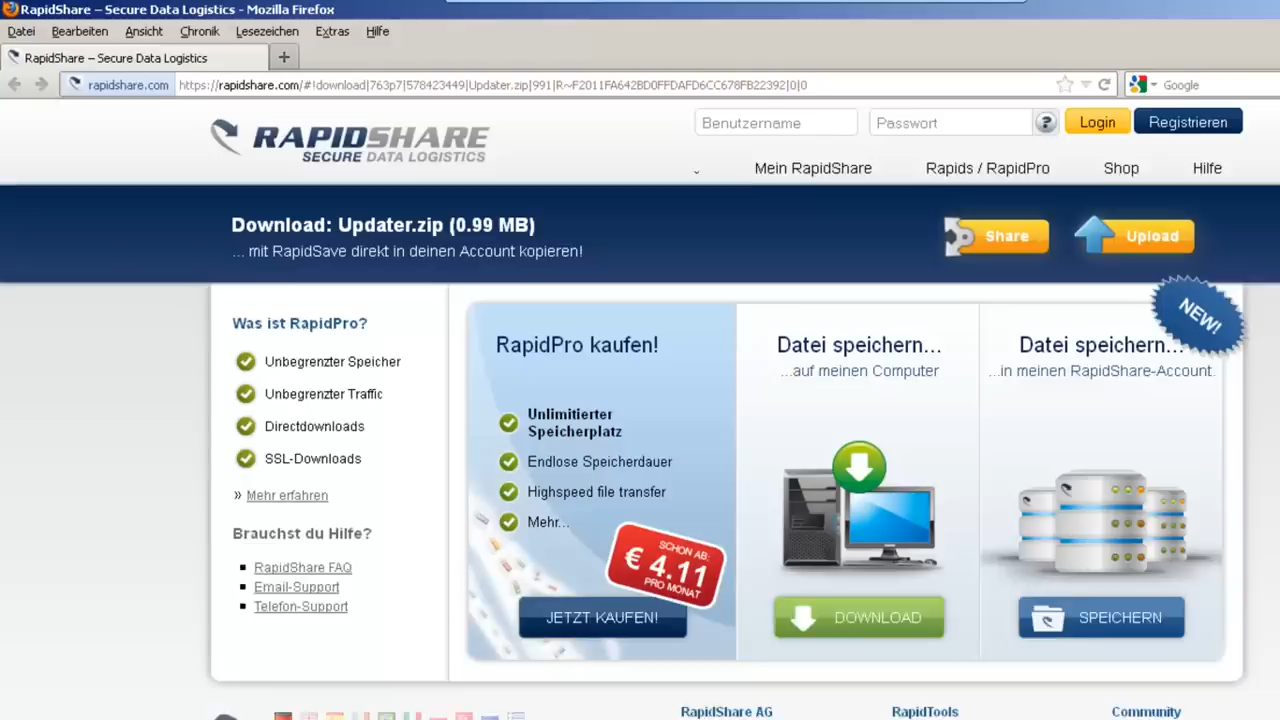 RapidShare – Secure Data Logistics - Mozilla Firefox
Datei Bearbeiten Ansicht Chronik Lesezeichen Extras Hilfe
RapidShare – Secure Data Logistics
rapidshare.com https://rapidshare.com/#!download|763p7|578423449|Updater.zip|991|R~F2011FA642BD0FFDAFD6CC678FB22392|0|0 Google
RAPIDSHARE
SECURE DATA LOGISTICS
Benutzername Passwort ? Login Registrieren
Mein RapidShare Rapids / RapidPro Shop Hilfe
Download: Updater.zip (0.99 MB)
... mit RapidSave direkt in deinen Account kopieren!
Share Upload
NEW!
Was ist RapidPro?
Unbegrenzter Speicher
Unbegrenzter Traffic
Directdownloads
SSL-Downloads
» Mehr erfahren
Brauchst du Hilfe?
RapidShare FAQ
Email-Support
Telefon-Support
RapidPro kaufen!
Unlimitierter
Speicherplatz
Endlose Speicherdauer
Highspeed file transfer
Mehr...
SCHON AB:
€ 4.11
PRO MONAT
JETZT KAUFEN!
Datei speichern...
...auf meinen Computer
DOWNLOAD
Datei speichern...
...in meinen RapidShare-Account.
SPEICHERN
RapidShare AG RapidTools Community